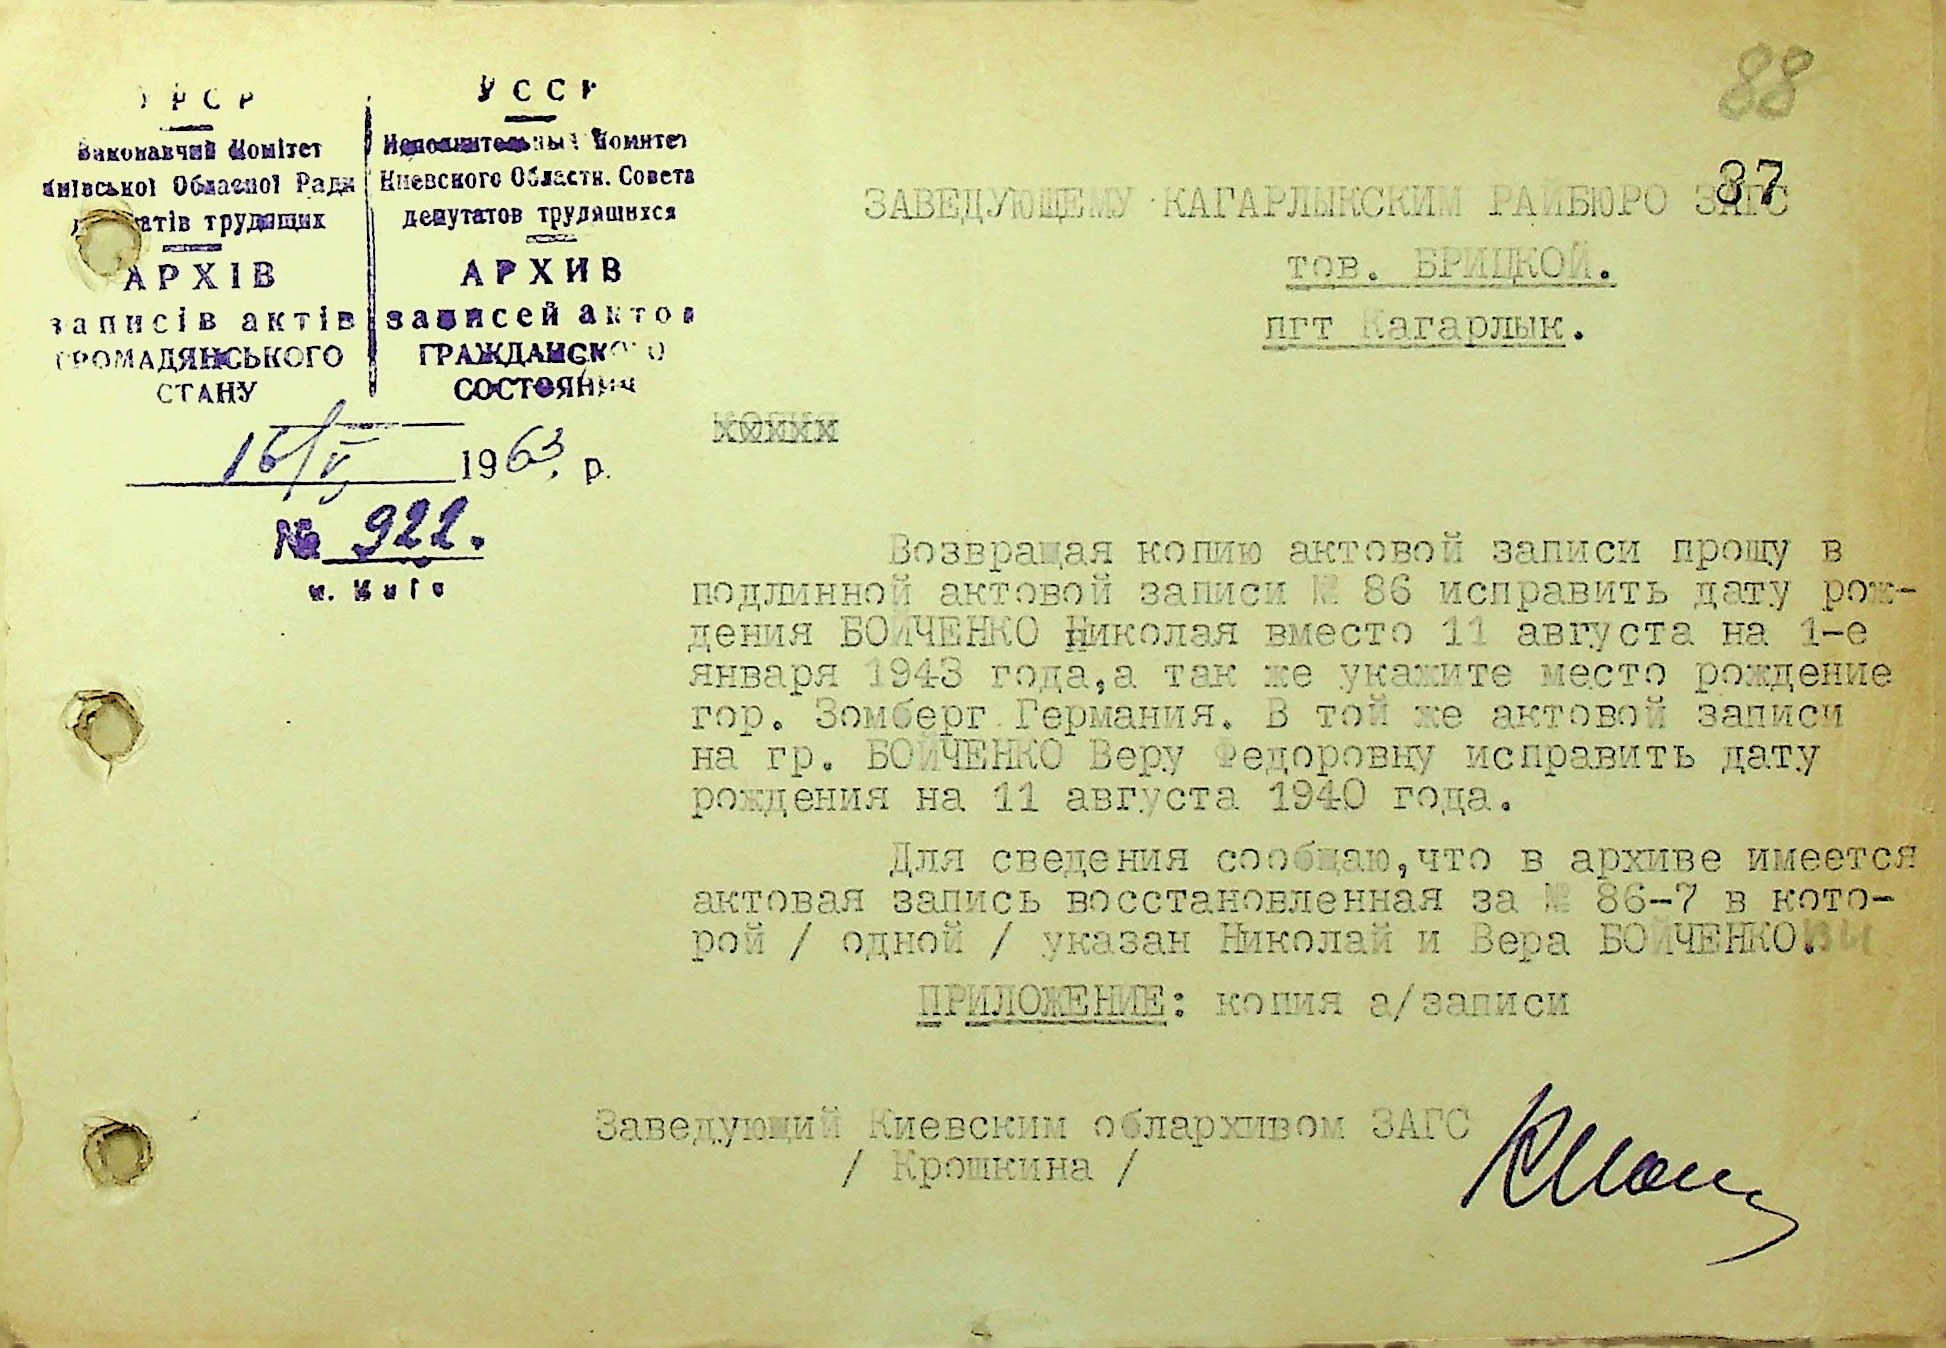 88
37
УРСР
Виконавчий Комітет
Київської Обласної Ради
депутатів трудящих
АРХІВ
записів актів
ГРОМАДЯНСЬКОГО
СТАНУ
УССР
Исполнительный Комитет
Киевского Областн. Совета
депутатов трудящихся
АРХИВ
записей актов
ГРАЖДАНСКОГО
СОСТОЯНИЯ
16/V 1963 р.
№ 922.
м. Київ
ЗАВЕДУЮЩЕМУ КАГАРЛЫКСКИМ РАЙБЮРО ЗАГС
тов. БРИЦКОЙ.
пгт Кагарлык.
Возвращая копию актовой записи прошу в
подлинной актовой записи № 86 исправить дату рож-
дения БОЙЧЕНКО Николая вместо 11 августа на 1-е
января 1943 года,а так же укажите место рождение
гор. Зомберг Германия. В той же актовой записи
на гр. БОЙЧЕНКО Веру Федоровну исправить дату
рождения на 11 августа 1940 года.
Для сведения сообщаю,что в архиве имеется
актовая запись восстановленная за № 86-7 в кото-
рой / одной / указан Николай и Вера БОЙЧЕНКО.
ПРИЛОЖЕНИЕ: копия а/записи
Заведующий Киевским облархивом ЗАГС
/ Крошкина /